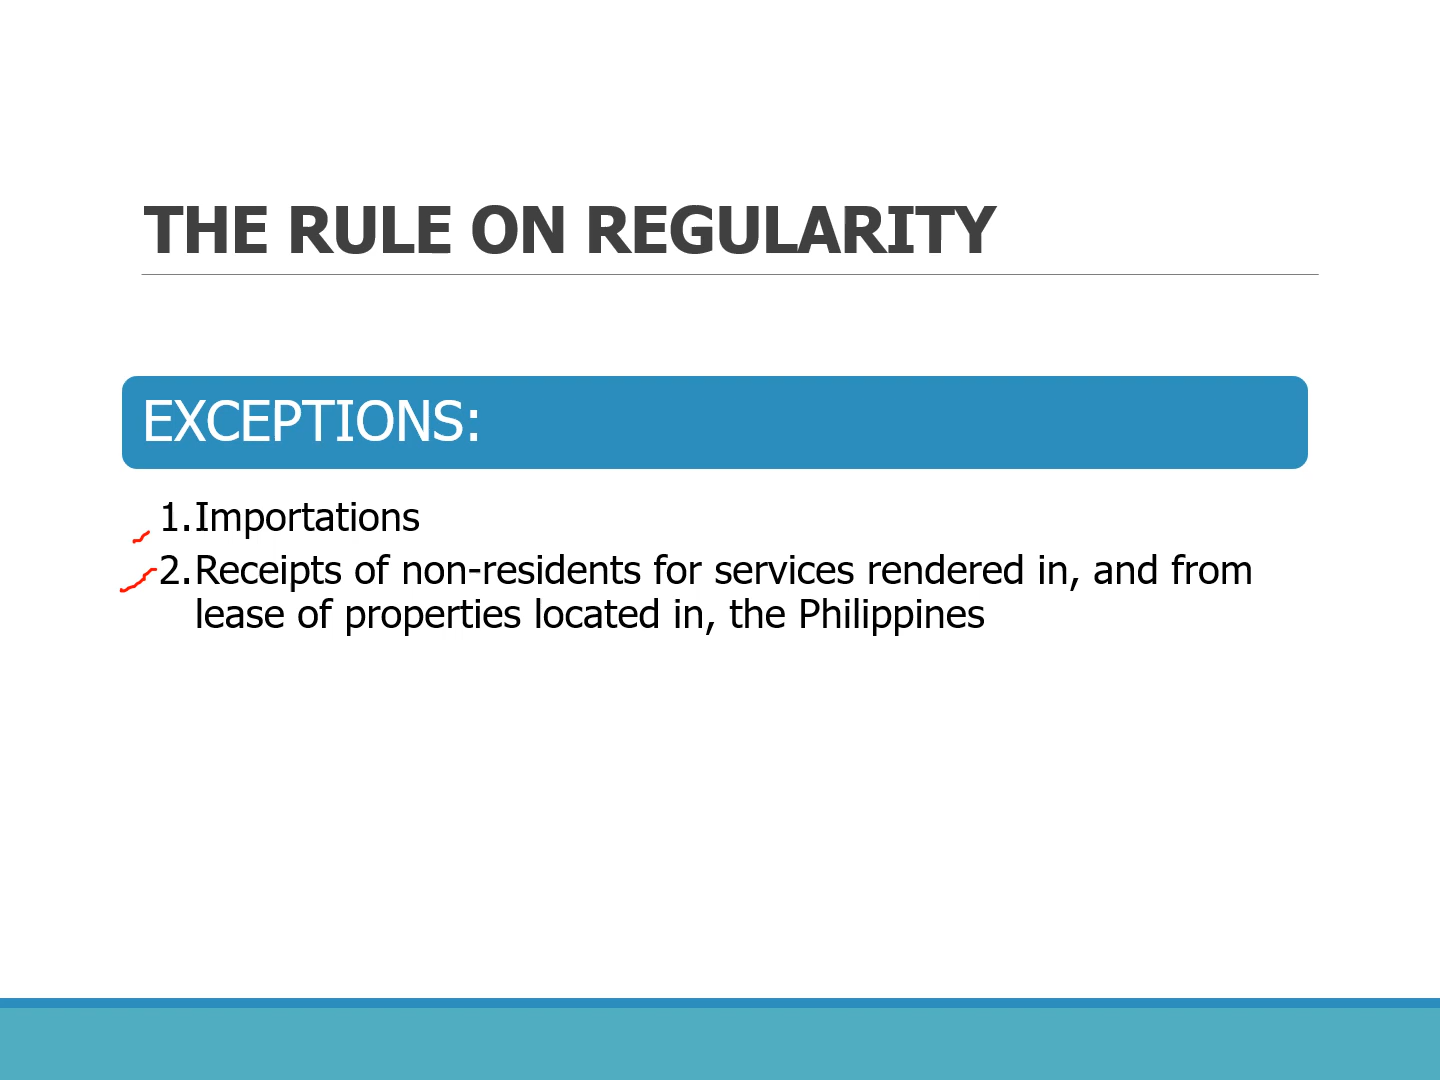 THE RULE ON REGULARITY
EXCEPTIONS:
1.Importations
2.Receipts of non-residents for services rendered in, and from
lease of properties located in, the Philippines